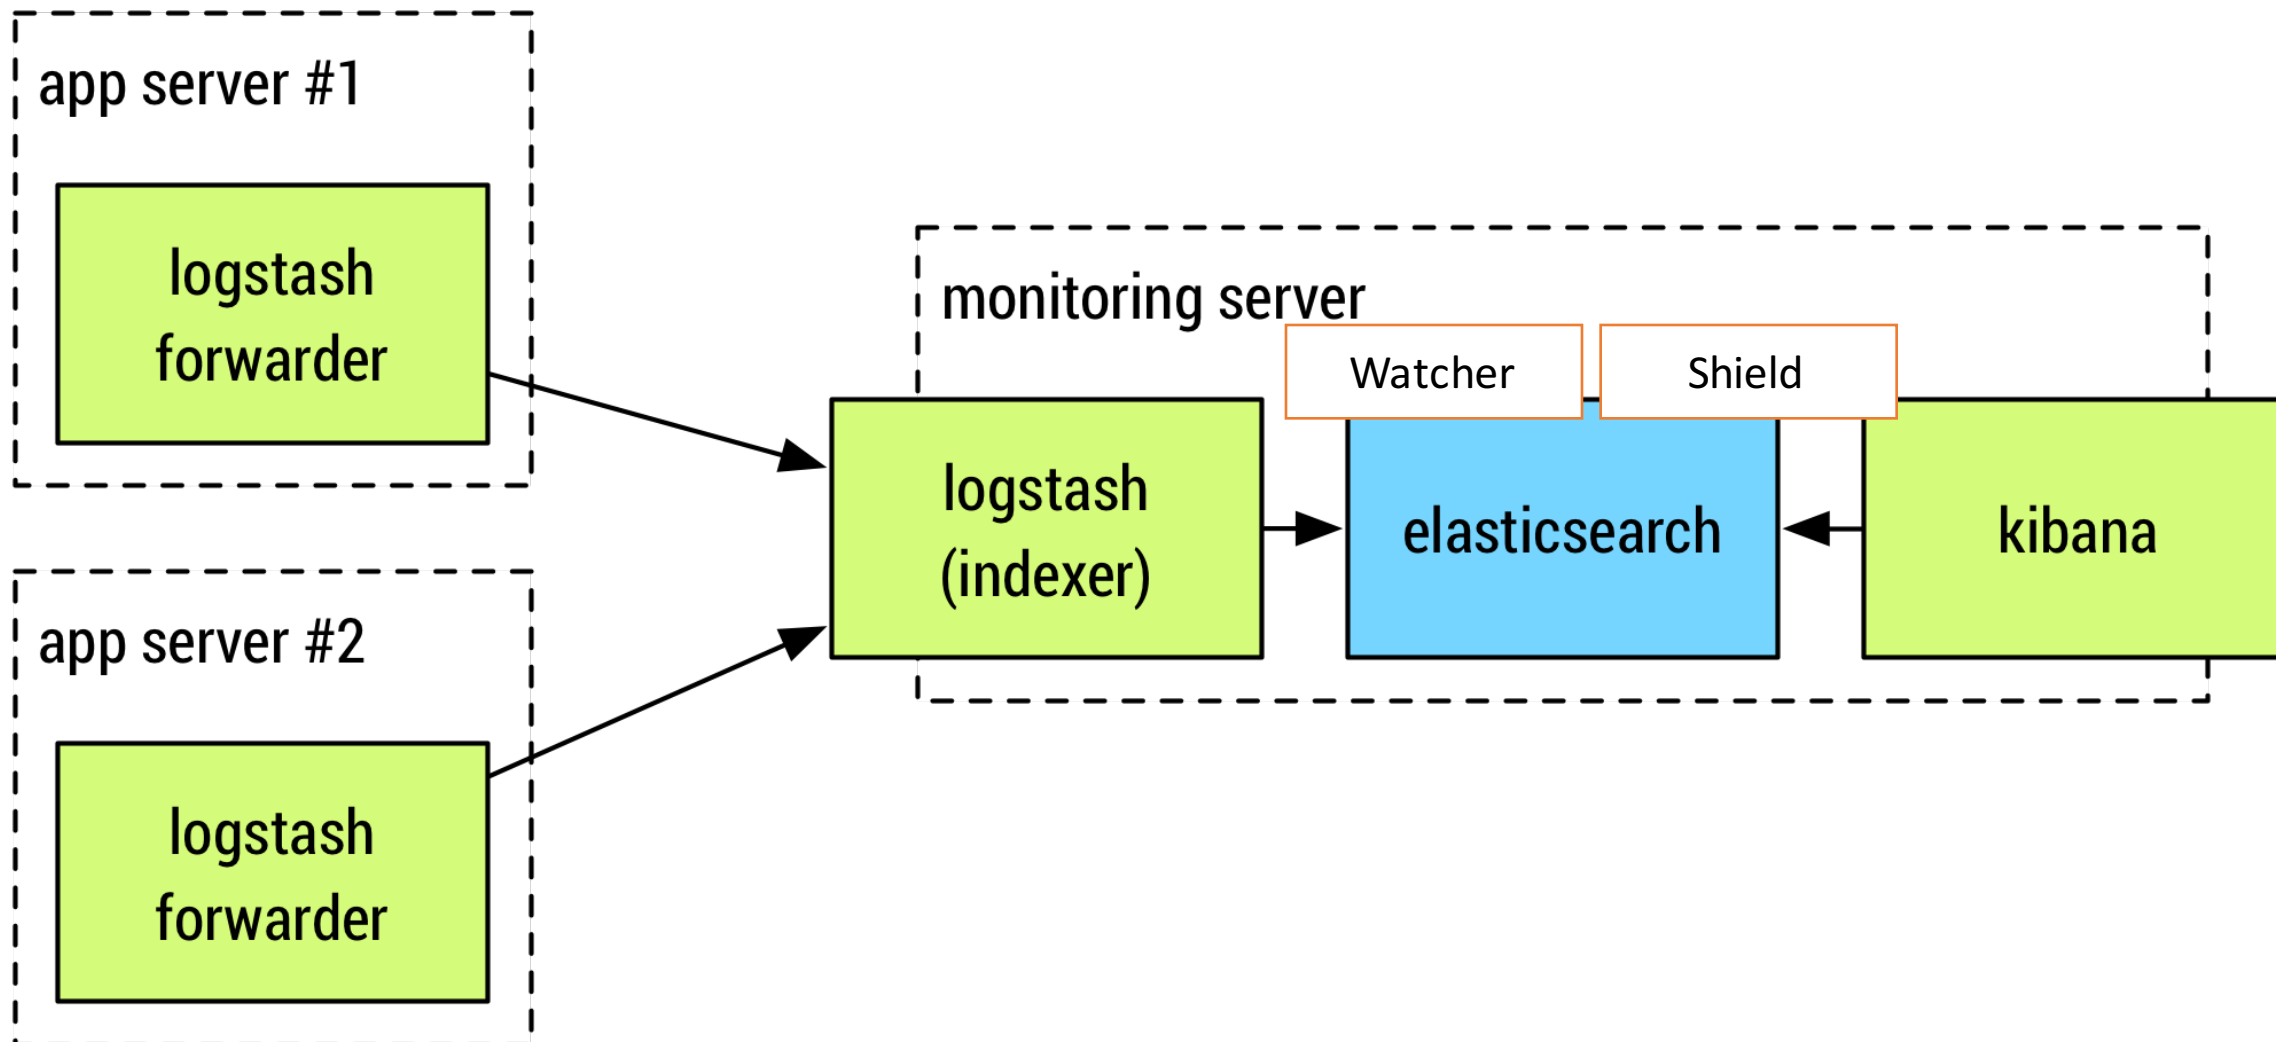 app server #1
logstash
forwarder
app server #2
logstash
forwarder
monitoring server
Watcher
Shield
logstash
(indexer)
elasticsearch
kibana